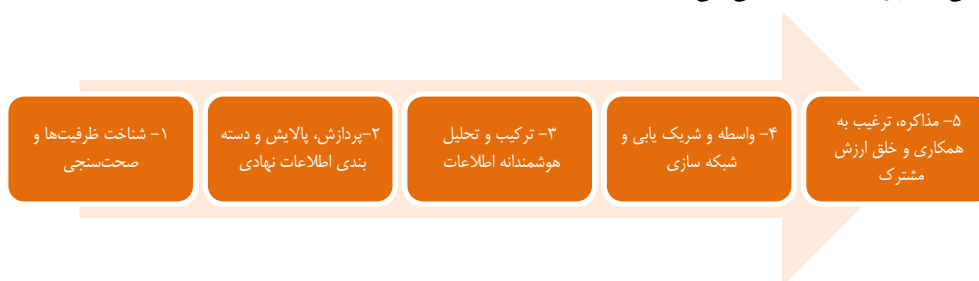 ۱- شناخت ظرفیت‌ها و
صحت‌سنجی
۲-پردازش، پالایش و دسته
بندی اطلاعات نهادی
۳- ترکیب و تحلیل
هوشمندانه اطلاعات
۴- واسطه و شریک یابی و
شبکه سازی
۵- مذاکره، ترغیب به
همکاری و خلق ارزش
مشترک